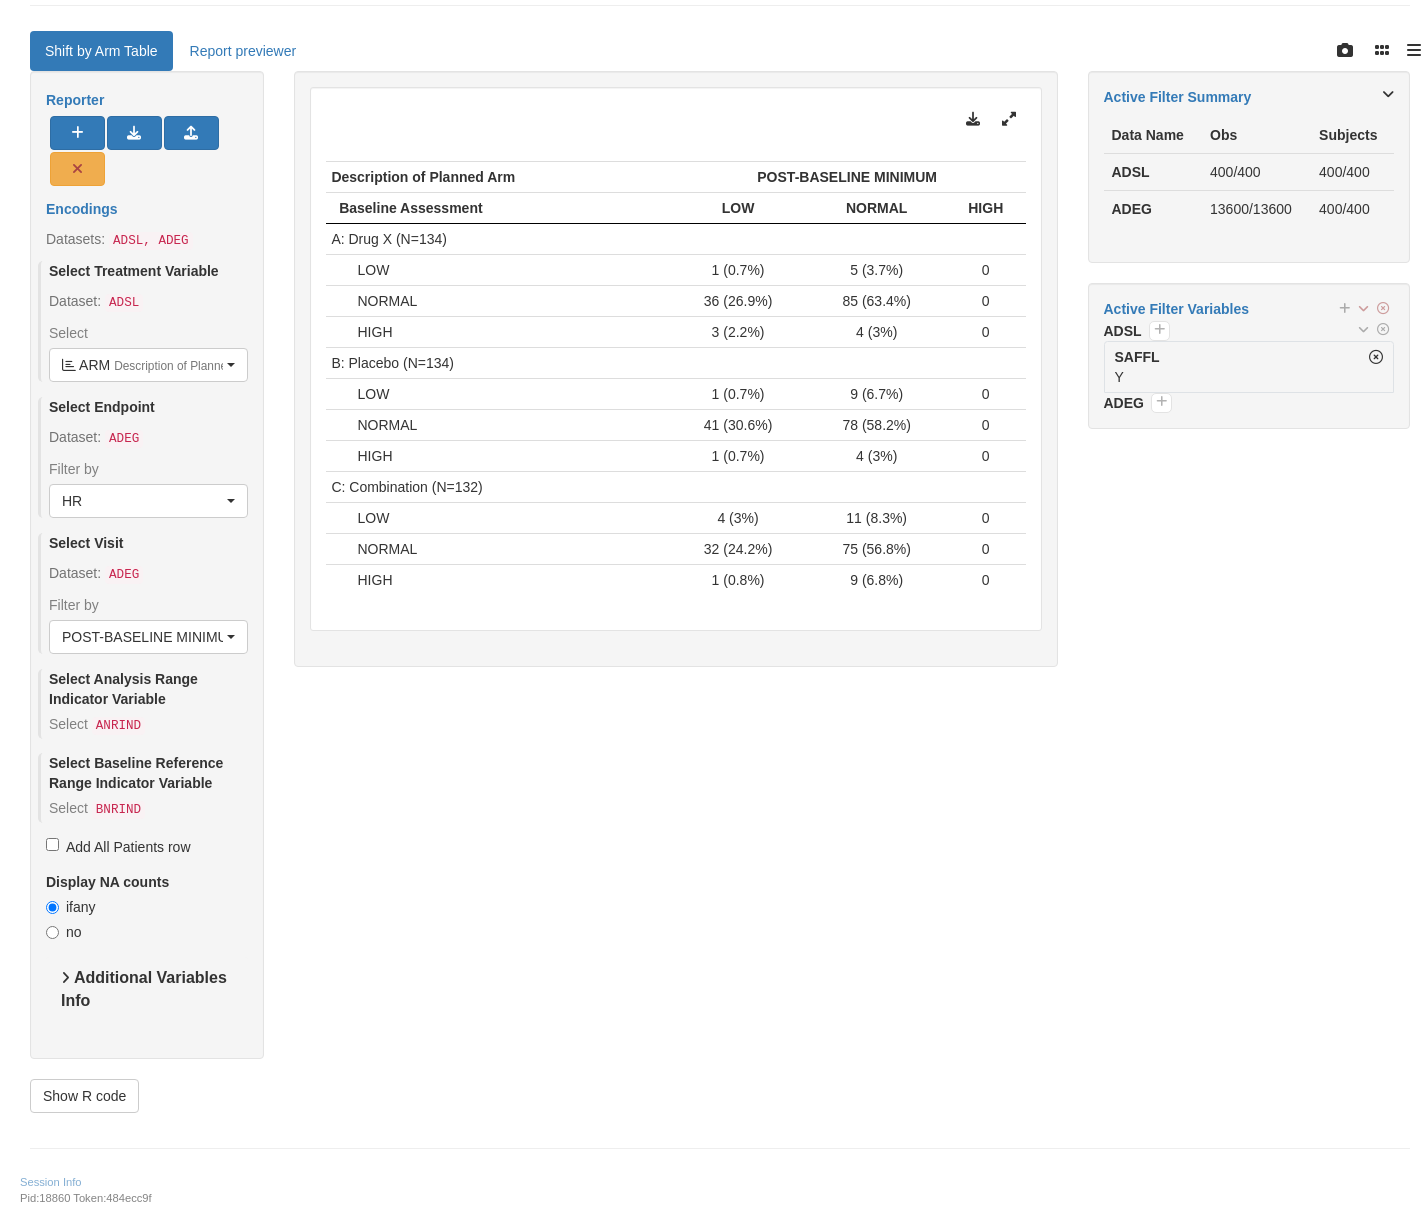 Shift by Arm Table Report previewer
Reporter
Encodings
Datasets: ADSL, ADEG
Select Treatment Variable
Dataset: ADSL
Select
ARM Description of Planne
Select Endpoint
Dataset: ADEG
Filter by
HR
Select Visit
Dataset: ADEG
Filter by
POST-BASELINE MINIMU
Select Analysis Range
Indicator Variable
Select ANRIND
Select Baseline Reference
Range Indicator Variable
Select BNRIND
Add All Patients row
Display NA counts
ifany
no
Additional Variables
Info
Show R code
Description of Planned Arm POST-BASELINE MINIMUM
Baseline Assessment LOW NORMAL HIGH
A: Drug X (N=134)
LOW 1 (0.7%) 5 (3.7%) 0
NORMAL 36 (26.9%) 85 (63.4%) 0
HIGH 3 (2.2%) 4 (3%) 0
B: Placebo (N=134)
LOW 1 (0.7%) 9 (6.7%) 0
NORMAL 41 (30.6%) 78 (58.2%) 0
HIGH 1 (0.7%) 4 (3%) 0
C: Combination (N=132)
LOW 4 (3%) 11 (8.3%) 0
NORMAL 32 (24.2%) 75 (56.8%) 0
HIGH 1 (0.8%) 9 (6.8%) 0
Active Filter Summary
Data Name Obs Subjects
ADSL 400/400 400/400
ADEG 13600/13600 400/400
Active Filter Variables
ADSL
SAFFL
Y
ADEG
Session Info
Pid:18860 Token:484ecc9f